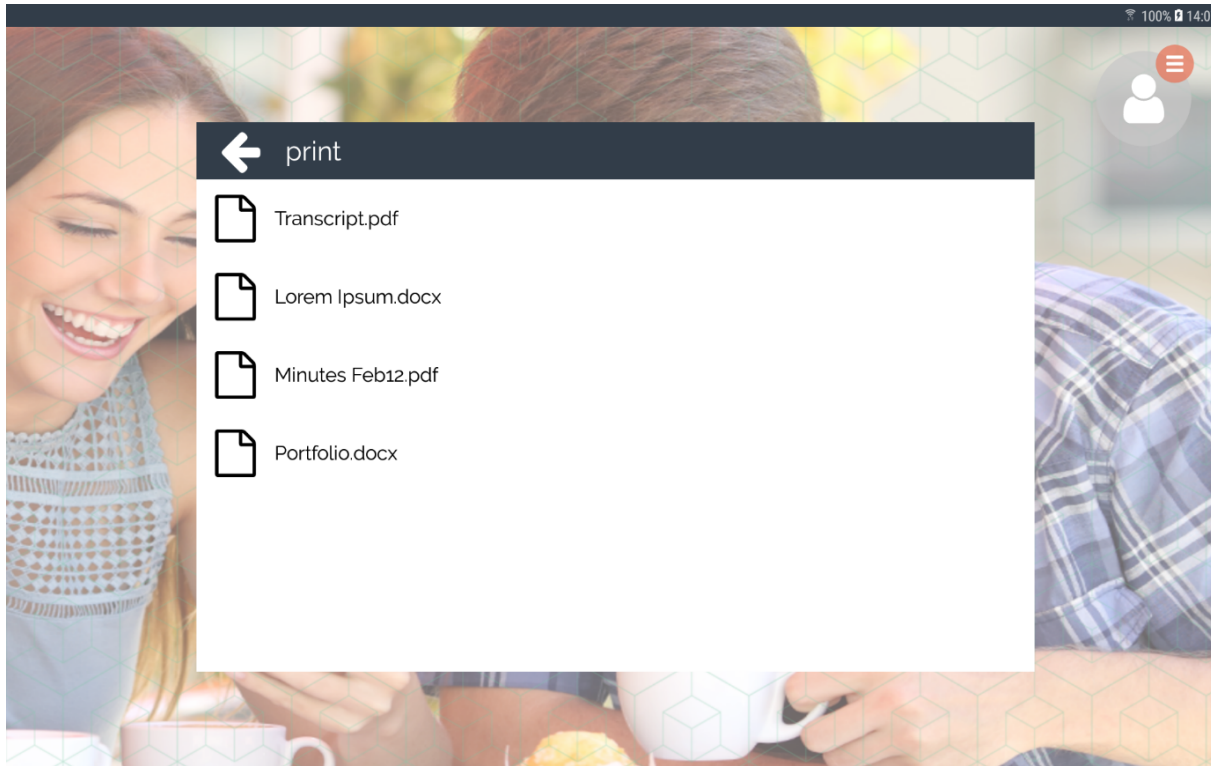 100% 14:0
print
Transcript.pdf
Lorem Ipsum.docx
Minutes Feb12.pdf
Portfolio.docx